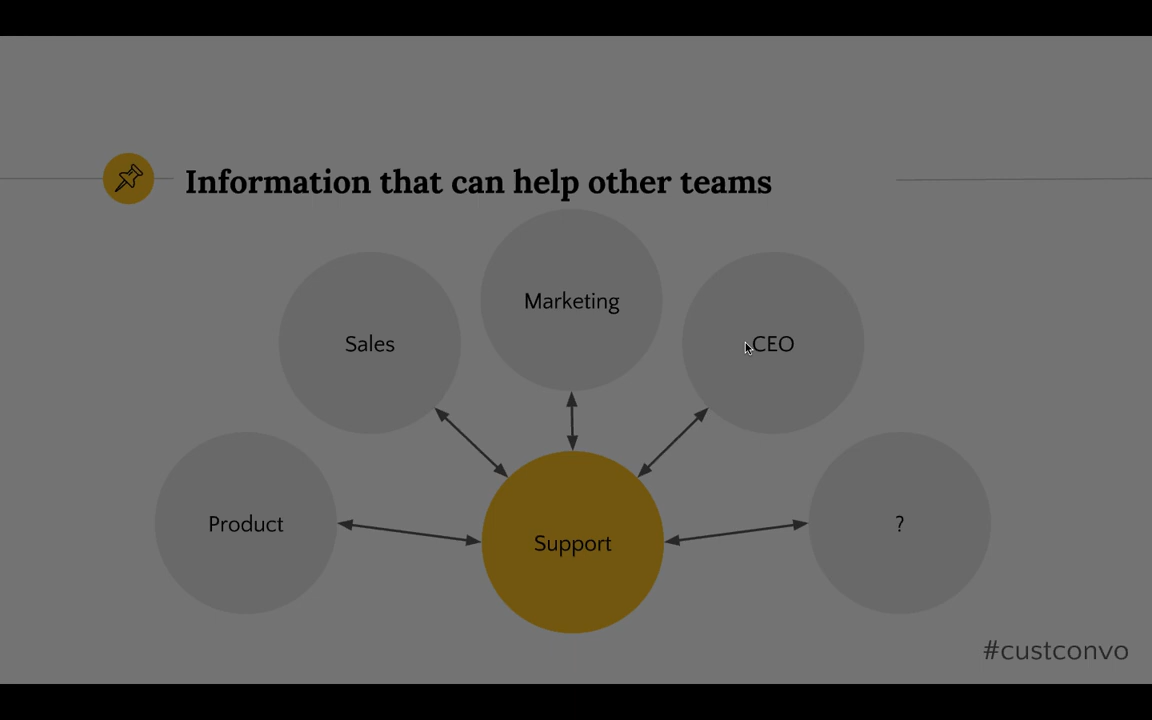 Information that can help other teams
Marketing
Sales
CEO
Product
Support
?
#custconvo